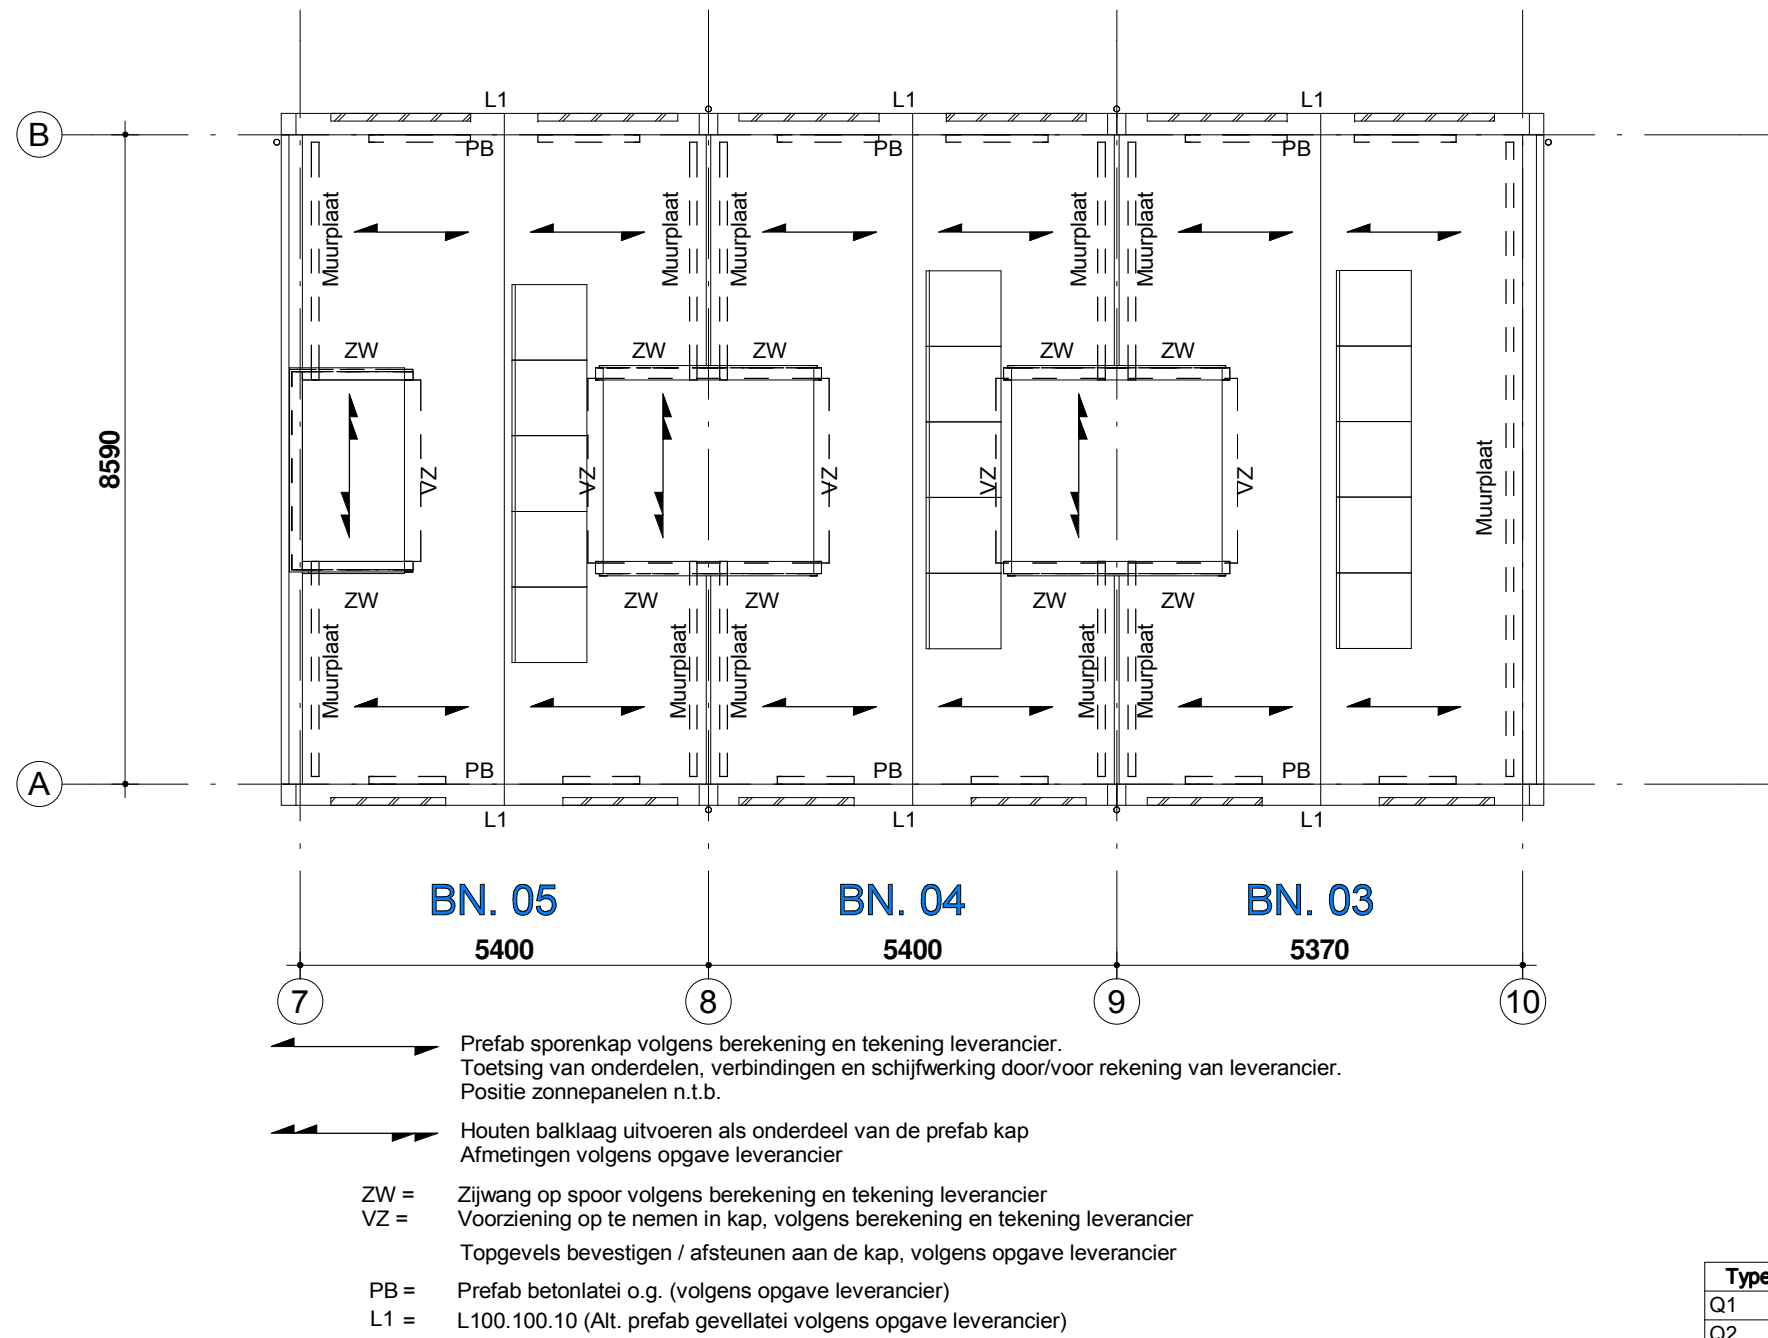 L1 L1 L1
B
PB PB PB
Muurplaat Muurplaat Muurplaat Muurplaat Muurplaat
ZW ZW ZW ZW ZW
8590
VZ VZ VZ VZ VZ
Muurplaat
ZW ZW ZW ZW ZW
Muurplaat Muurplaat Muurplaat Muurplaat Muurplaat
PB PB PB
A
L1 L1 L1
BN. 05 BN. 04 BN. 03
5400 5400 5370
7 8 9 10
Prefab sporenkap volgens berekening en tekening leverancier.
Toetsing van onderdelen, verbindingen en schijfwerking door/voor rekening van leverancier.
Positie zonnepanelen n.t.b.
Houten balklaag uitvoeren als onderdeel van de prefab kap
Afmetingen volgens opgave leverancier
ZW = Zijwang op spoor volgens berekening en tekening leverancier
VZ = Voorziening op te nemen in kap, volgens berekening en tekening leverancier
Topgevels bevestigen / afsteunen aan de kap, volgens opgave leverancier
PB = Prefab betonlatei o.g. (volgens opgave leverancier)
L1 = L100.100.10 (Alt. prefab gevellatei volgens opgave leverancier)
Type
Q1
Q2